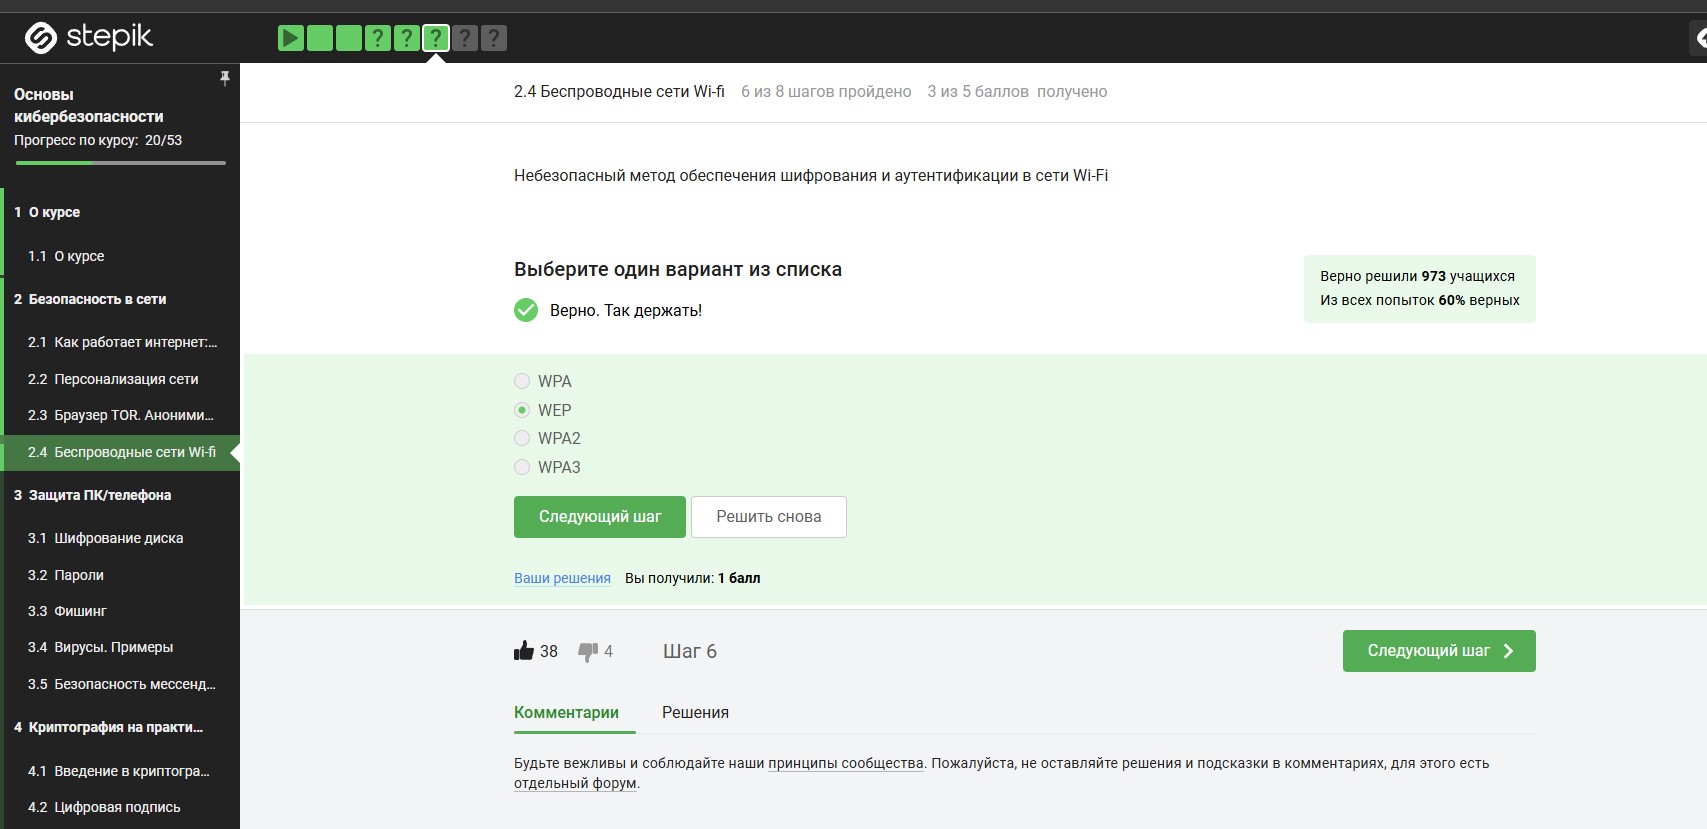 stepik
? ? ? ? ?
Основы
кибербезопасности
Прогресс по курсу: 20/53
1 О курсе
1.1 О курсе
2 Безопасность в сети
2.1 Как работает интернет:...
2.2 Персонализация сети
2.3 Браузер TOR. Аноними...
2.4 Беспроводные сети Wi-fi
3 Защита ПК/телефона
3.1 Шифрование диска
3.2 Пароли
3.3 Фишинг
3.4 Вирусы. Примеры
3.5 Безопасность мессенд...
4 Криптография на практи...
4.1 Введение в криптогра...
4.2 Цифровая подпись
2.4 Беспроводные сети Wi-fi 6 из 8 шагов пройдено 3 из 5 баллов получено
Небезопасный метод обеспечения шифрования и аутентификации в сети Wi-Fi
Выберите один вариант из списка
Верно. Так держать!
Верно решили 973 учащихся
Из всех попыток 60% верных
WPA
WEP
WPA2
WPA3
Следующий шаг Решить снова
Ваши решения Вы получили: 1 балл
38 4 Шаг 6 Следующий шаг
Комментарии Решения
Будьте вежливы и соблюдайте наши принципы сообщества. Пожалуйста, не оставляйте решения и подсказки в комментариях, для этого есть
отдельный форум.